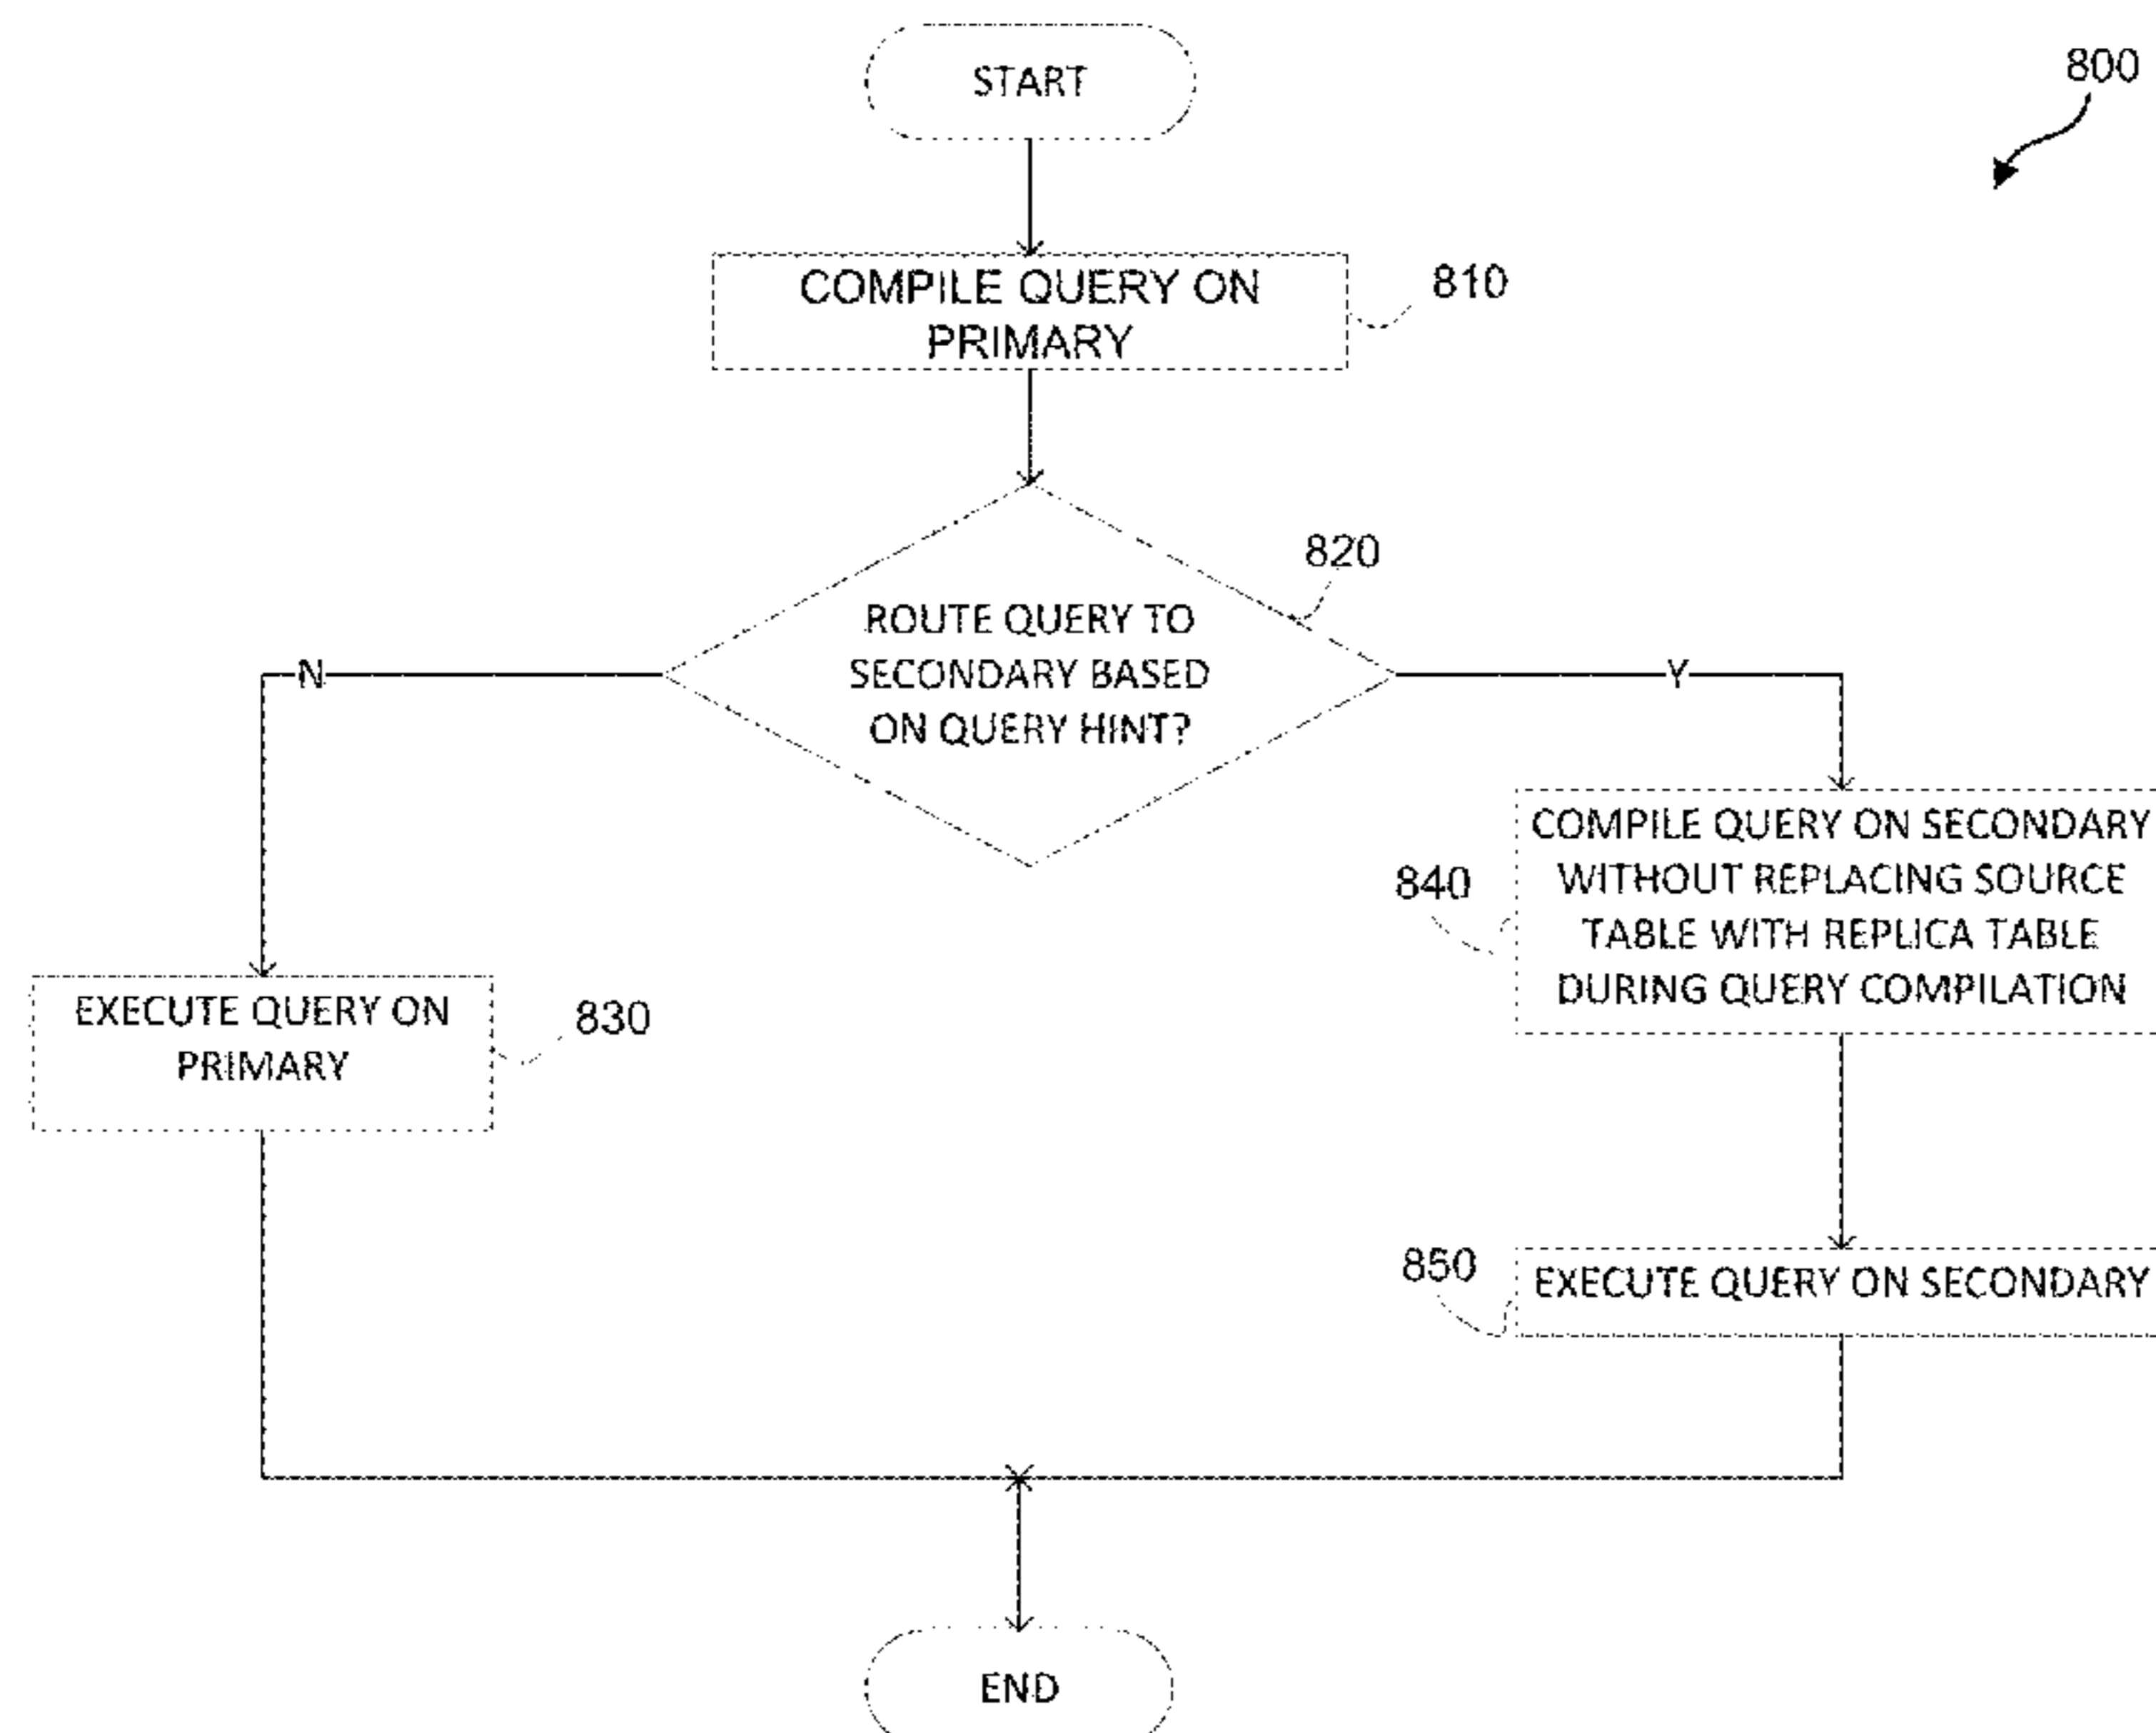 START
800
COMPILE QUERY ON
PRIMARY
810
820
ROUTE QUERY TO
SECONDARY BASED
ON QUERY HINT?
N
Y
COMPILE QUERY ON SECONDARY
WITHOUT REPLACING SOURCE
TABLE WITH REPLICA TABLE
DURING QUERY COMPILATION
840
EXECUTE QUERY ON
PRIMARY
830
850
EXECUTE QUERY ON SECONDARY
END